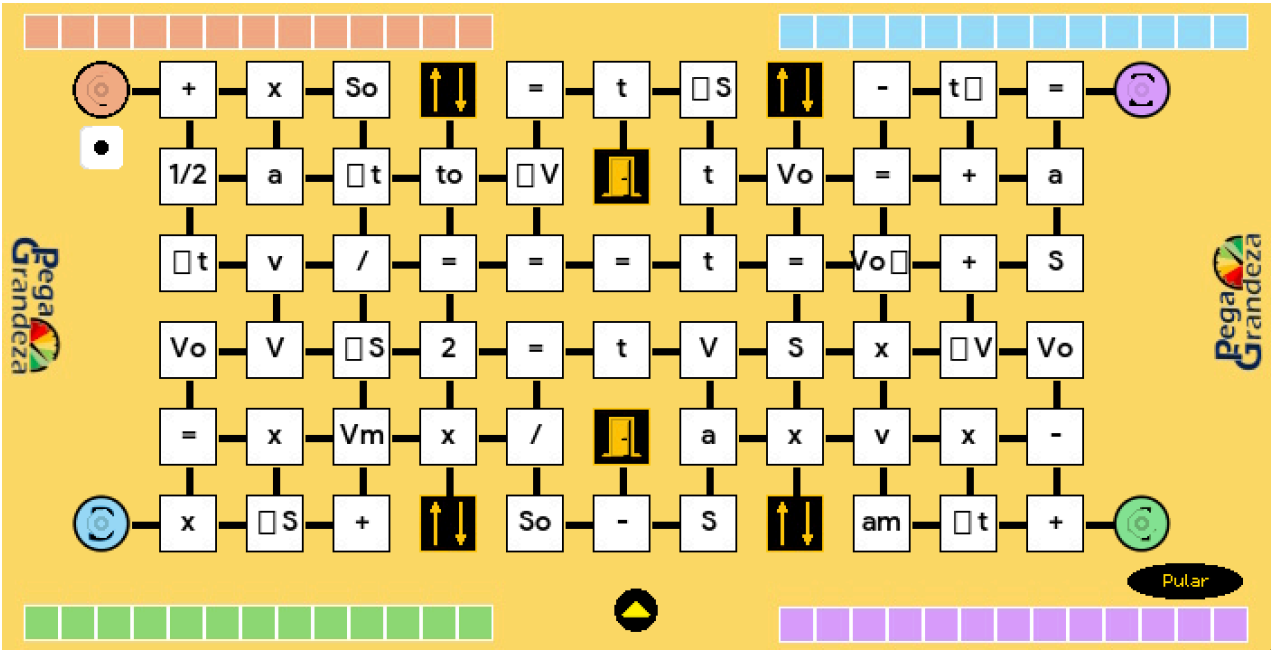 + x So = t □S - t□ =
1/2 a □t to □V t Vo = + a
□t v / = = = t = Vo□ + S
Vo V □S 2 = t V S x □V Vo
= x Vm x / a x v x -
x □S + So - S am □t +
Pega Grandeza
Pega Grandeza
Pular